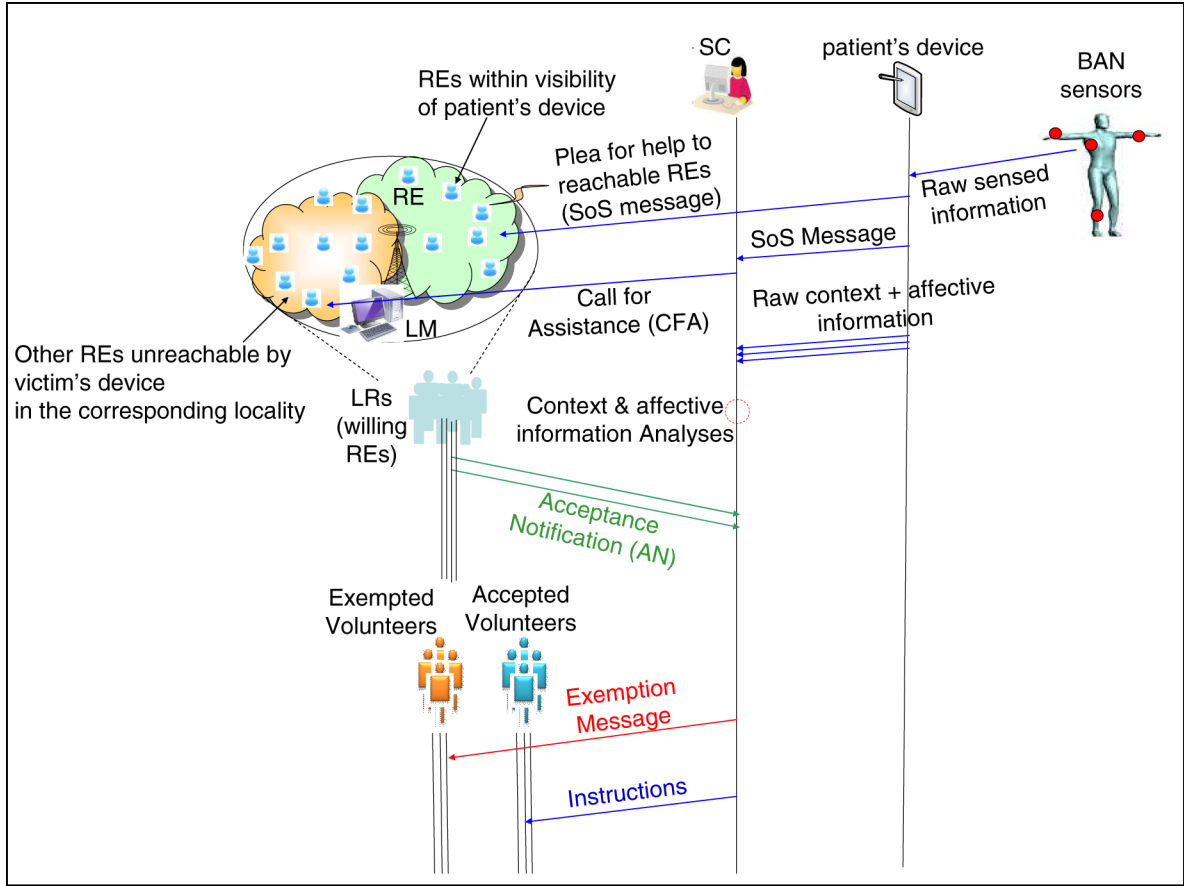 SC
patient's device
BAN
sensors
REs within visibility
of patient's device
Plea for help to
reachable REs
(SoS message)
RE
Raw sensed
information
SoS Message
Call for
Assistance (CFA)
Raw context + affective
information
LM
Other REs unreachable by
victim's device
in the corresponding locality
LRs
(willing
REs)
Context & affective
information Analyses
Acceptance
Notification (AN)
Exempted
Volunteers
Accepted
Volunteers
Exemption
Message
Instructions